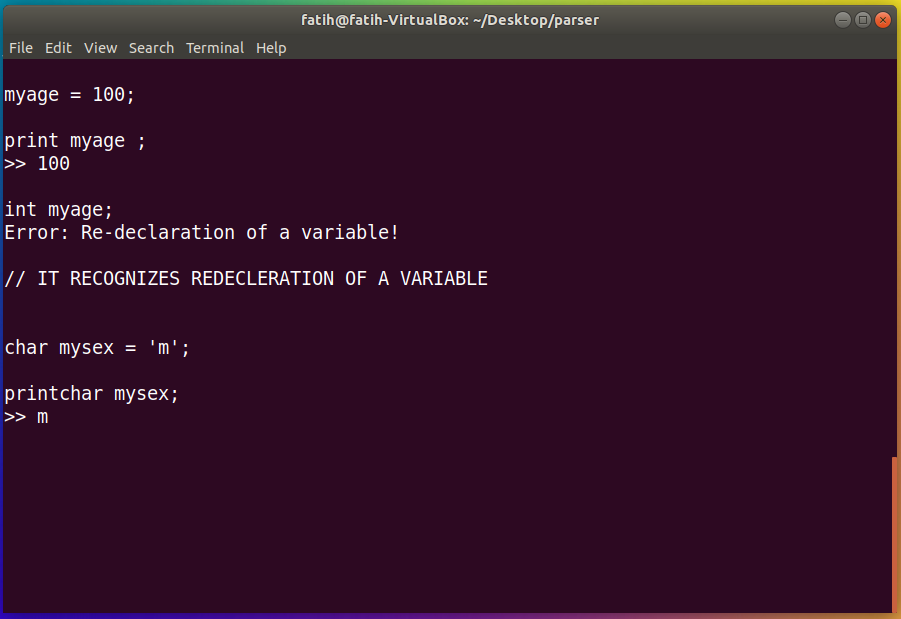 fatih@fatih-VirtualBox: ~/Desktop/parser
File Edit View Search Terminal Help
myage = 100;
print myage ;
>> 100
int myage;
Error: Re-declaration of a variable!
// IT RECOGNIZES REDECLERATION OF A VARIABLE
char mysex = 'm';
printchar mysex;
>> m